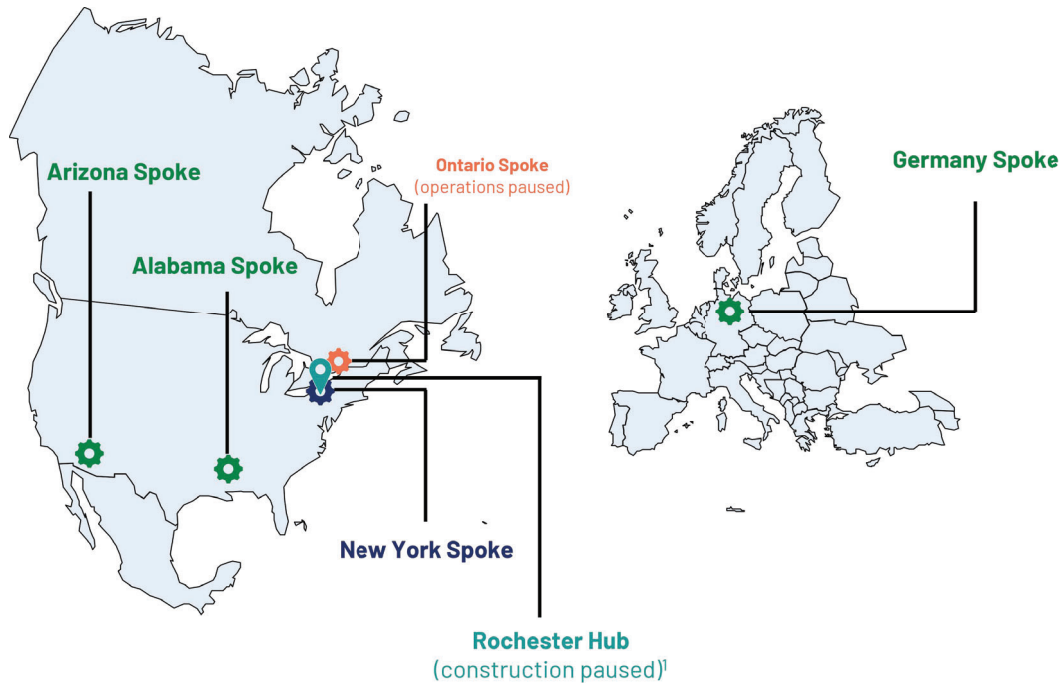 Arizona Spoke
Ontario Spoke
(operations paused)
Germany Spoke
Alabama Spoke
New York Spoke
Rochester Hub
(construction paused)¹